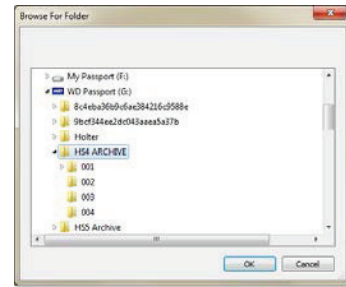 Browse For Folder
My Passport (F:)
WD Passport (G:)
8c4eba36b9c6ae384216c9588e
9bcf344ee2dc043aaea5a37b
Holter
HS4 ARCHIVE
001
002
003
004
HS5 Archive
OK
Cancel